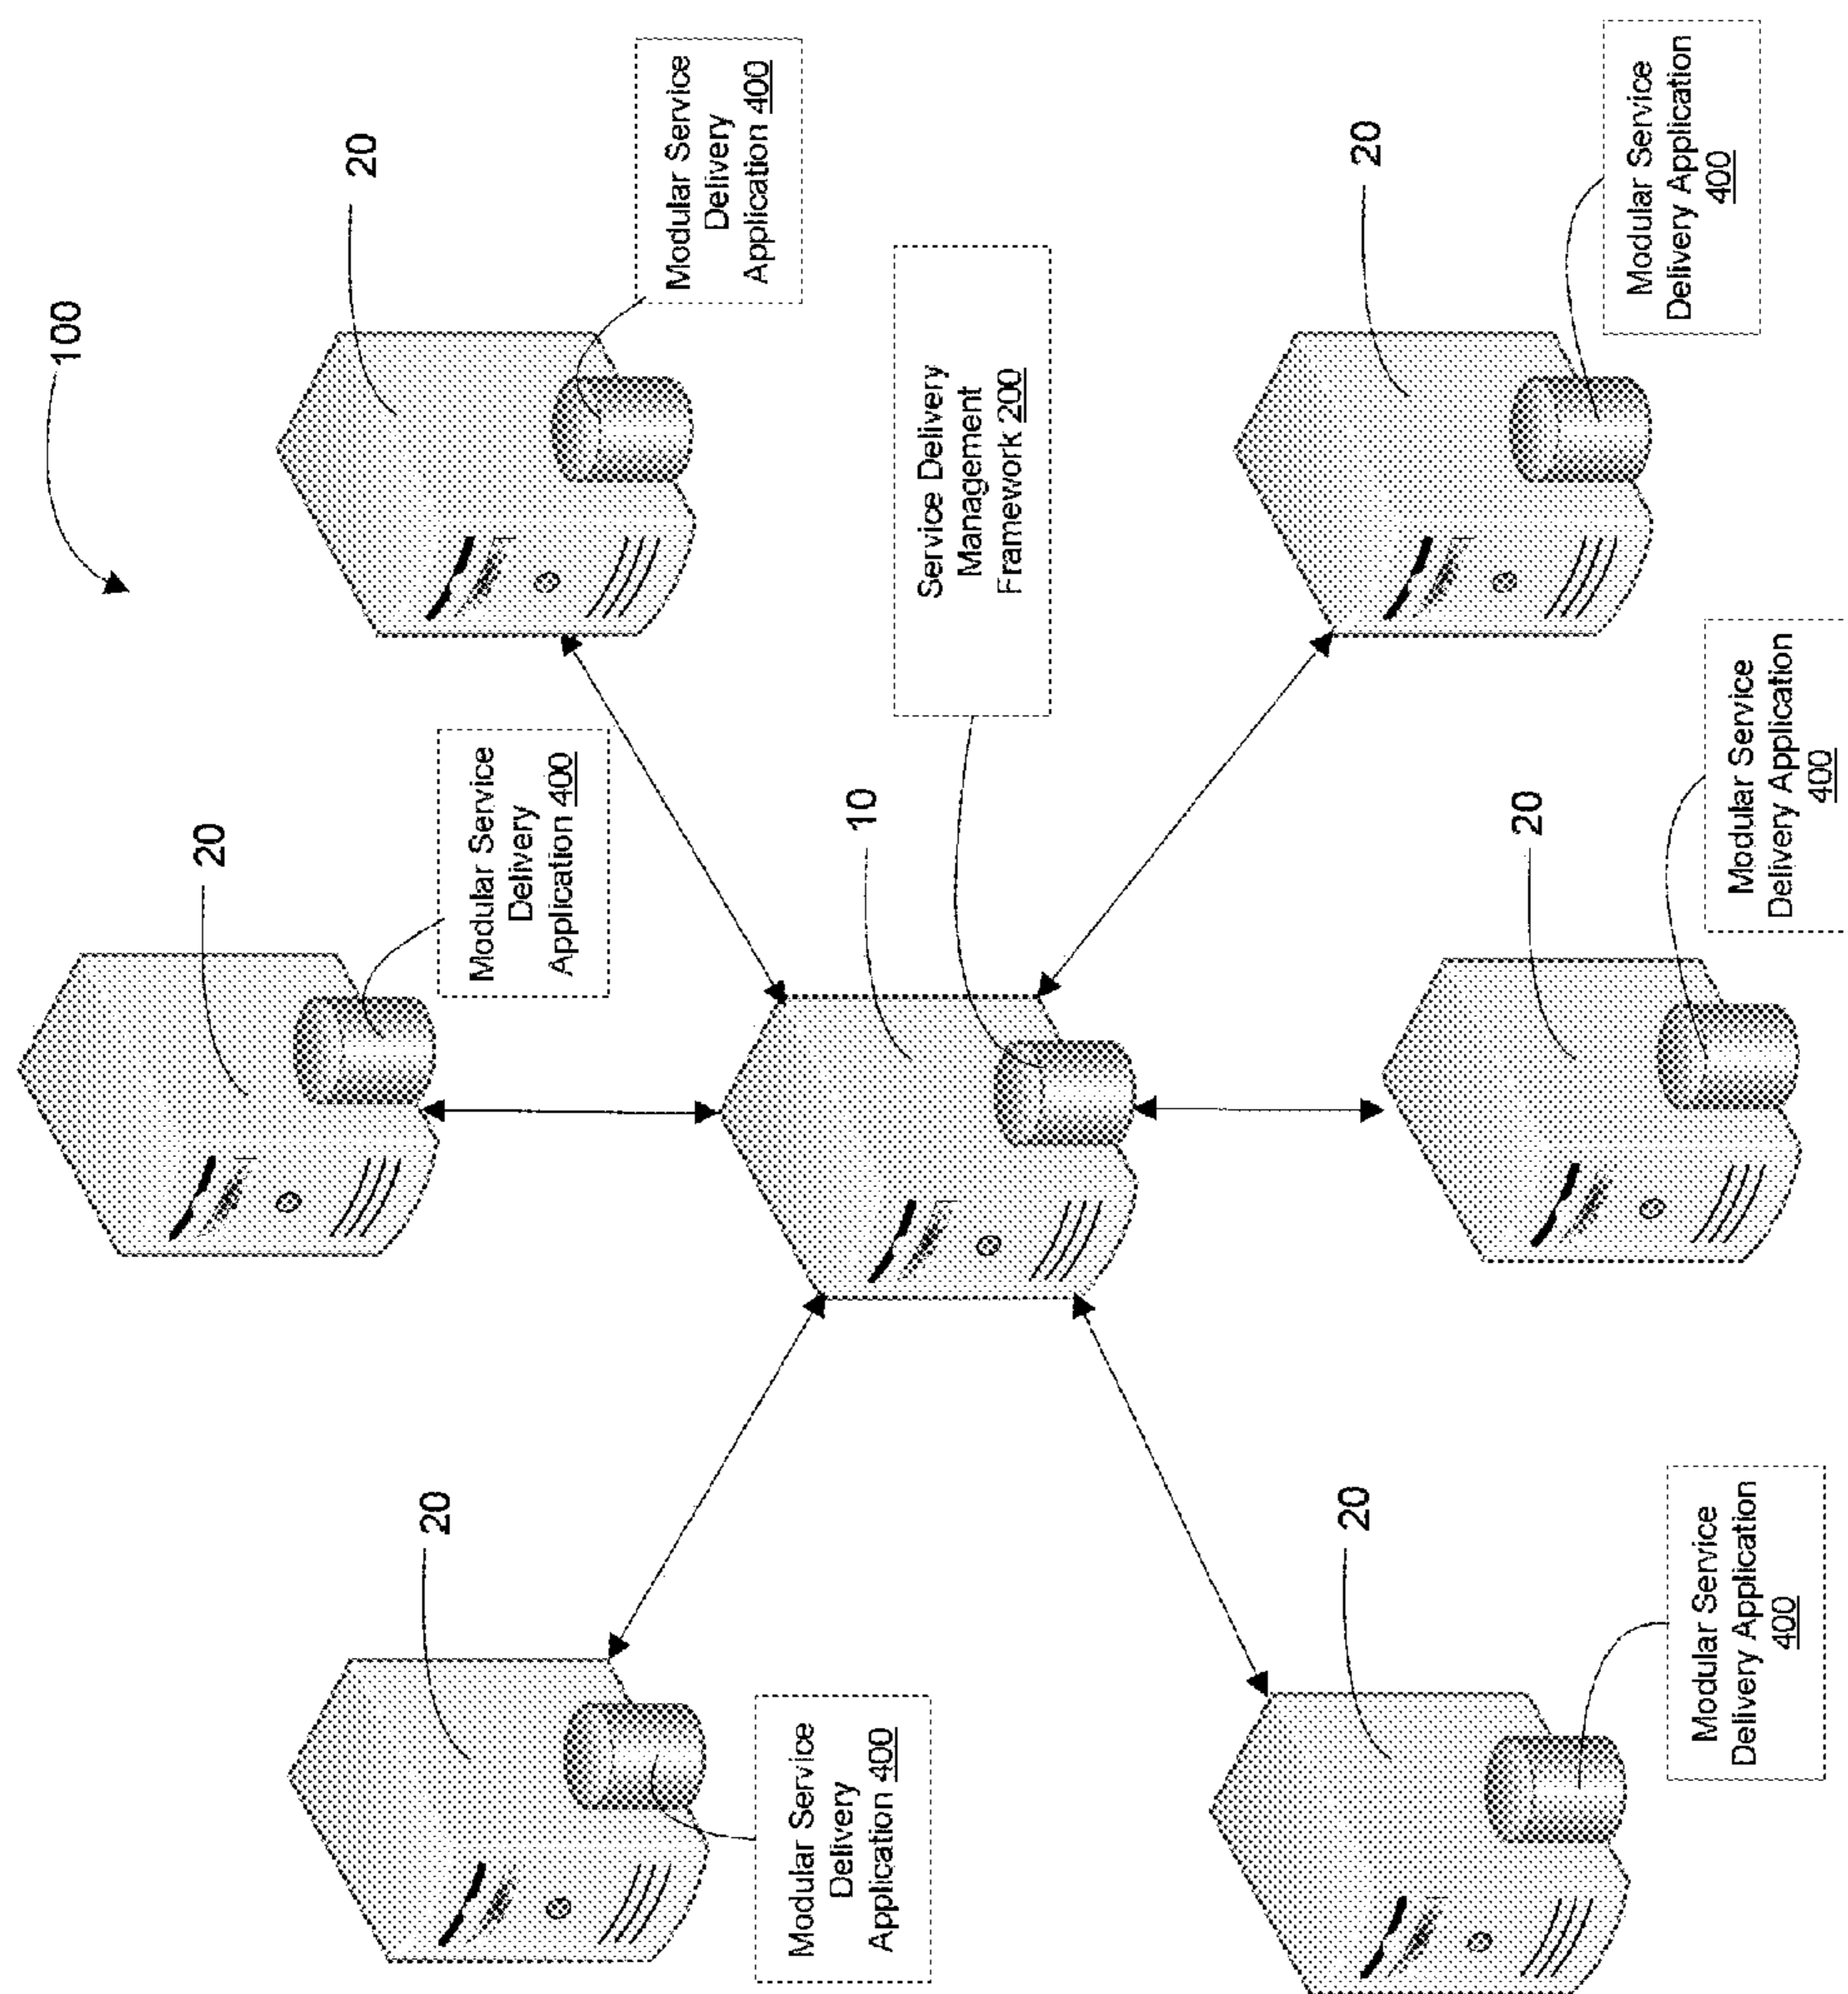 100
20
20
20
Modular Service
Delivery
Application 400
Modular Service
Delivery
Application 400
Modular Service
Delivery
Application 400
10
Service Delivery
Management
Framework 200
20
20
20
Modular Service
Delivery Application
400
Modular Service
Delivery Application
400
Modular Service
Delivery Application
400